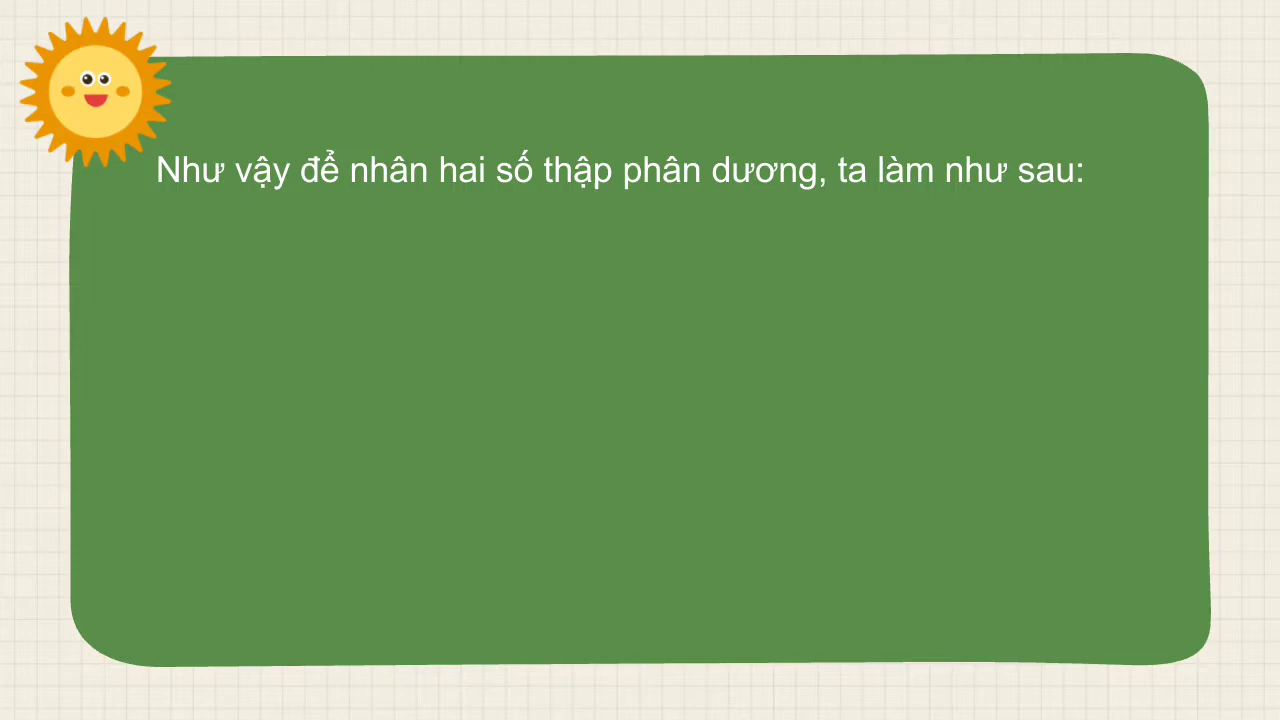 Như vậy để nhân hai số thập phân dương, ta làm như sau: